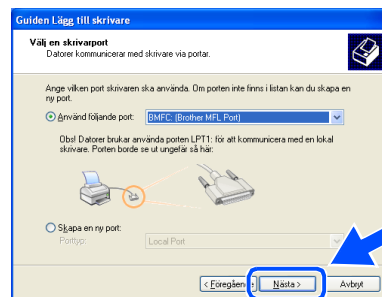 Guiden Lägg till skrivare
Välj en skrivarport
Datorer kommunicerar med skrivare via portar.
Ange vilken port skrivaren ska använda. Om porten inte finns i listan kan du skapa en
ny port.
Använd följande port:
BMFC: (Brother MFL Port)
Obs! Datorer brukar använda porten LPT1: för att kommunicera med en lokal
skrivare. Porten borde se ut ungefär så här:
Skapa en ny port:
Porttyp:
Local Port
< Föregående
Nästa >
Avbryt